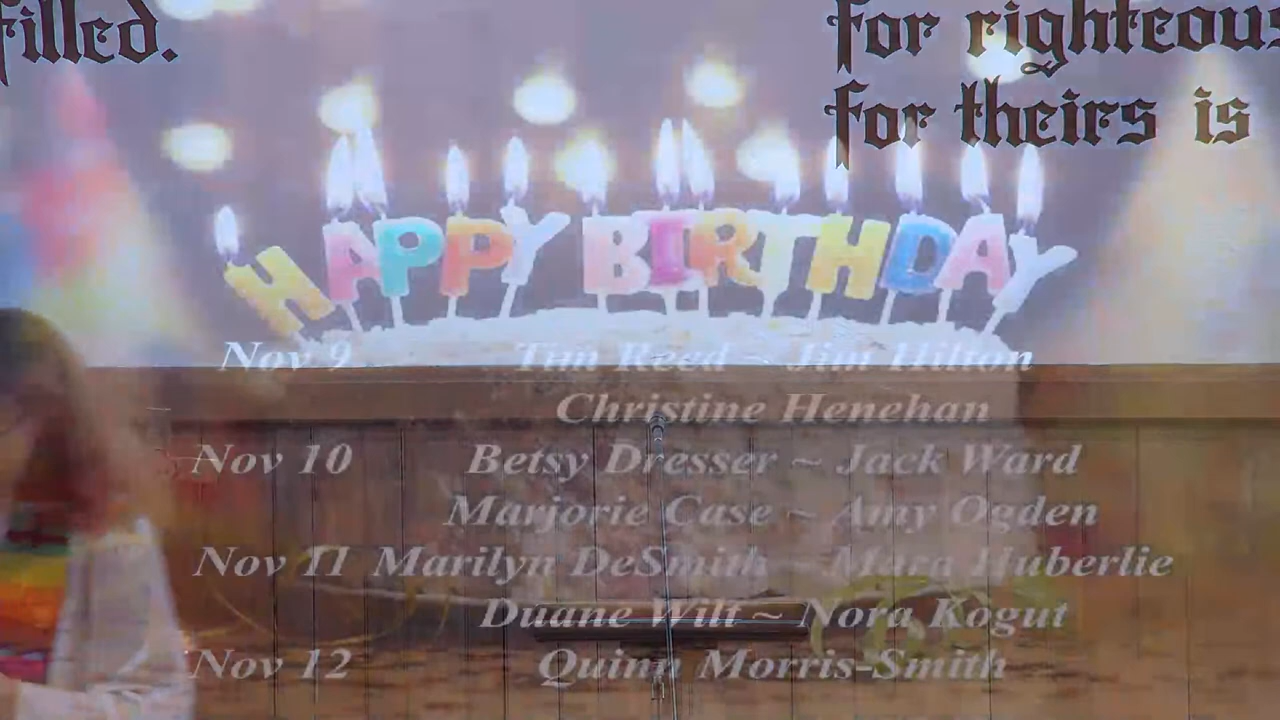 filled.
for righteous
for theirs is
HAPPY BIRTHDAY
Nov 9 Tim Reed ~ Jim Hilton
Christine Henehan
Nov 10 Betsy Dresser ~ Jack Ward
Marjorie Case ~ Amy Ogden
Nov 11 Marilyn DeSmith ~ Mara Huberlie
Duane Wilt ~ Nora Kogut
Nov 12 Quinn Morris-Smith